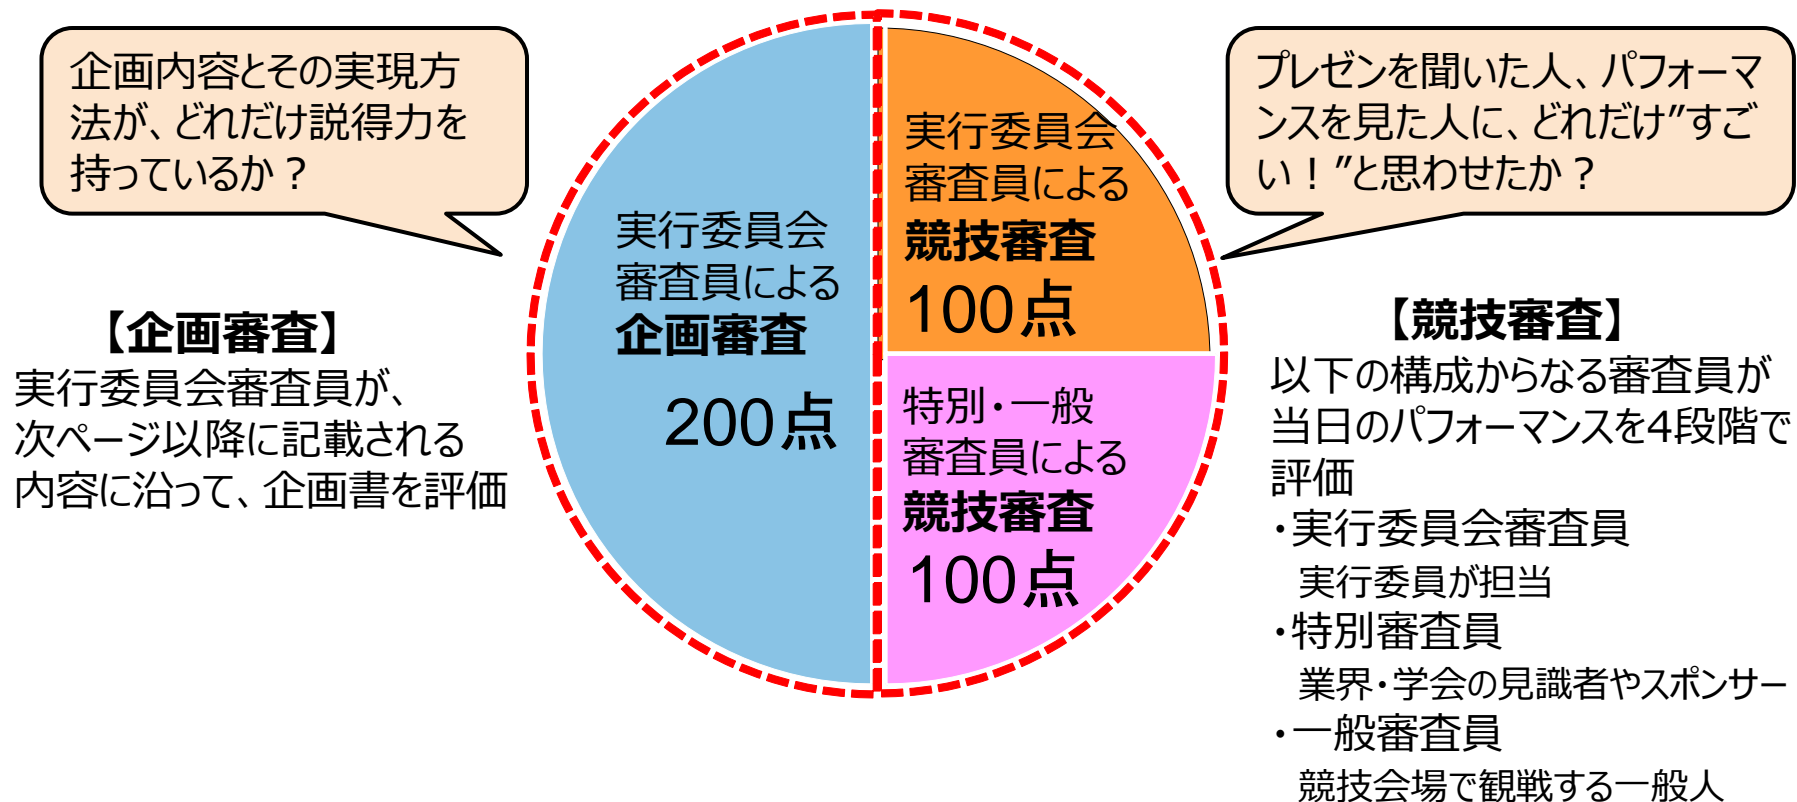 企画内容とその実現方
法が、どれだけ説得力を
持っているか？
【企画審査】
実行委員会審査員が、
次ページ以降に記載される
内容に沿って、企画書を評価
実行委員会
審査員による
企画審査
200点
実行委員会
審査員による
競技審査
100点
特別・一般
審査員による
競技審査
100点
プレゼンを聞いた人、パフォーマ
ンスを見た人に、どれだけ”すご
い！”と思わせたか？
【競技審査】
以下の構成からなる審査員が
当日のパフォーマンスを4段階で
評価
・実行委員会審査員
実行委員が担当
・特別審査員
業界・学会の見識者やスポンサー
・一般審査員
競技会場で観戦する一般人